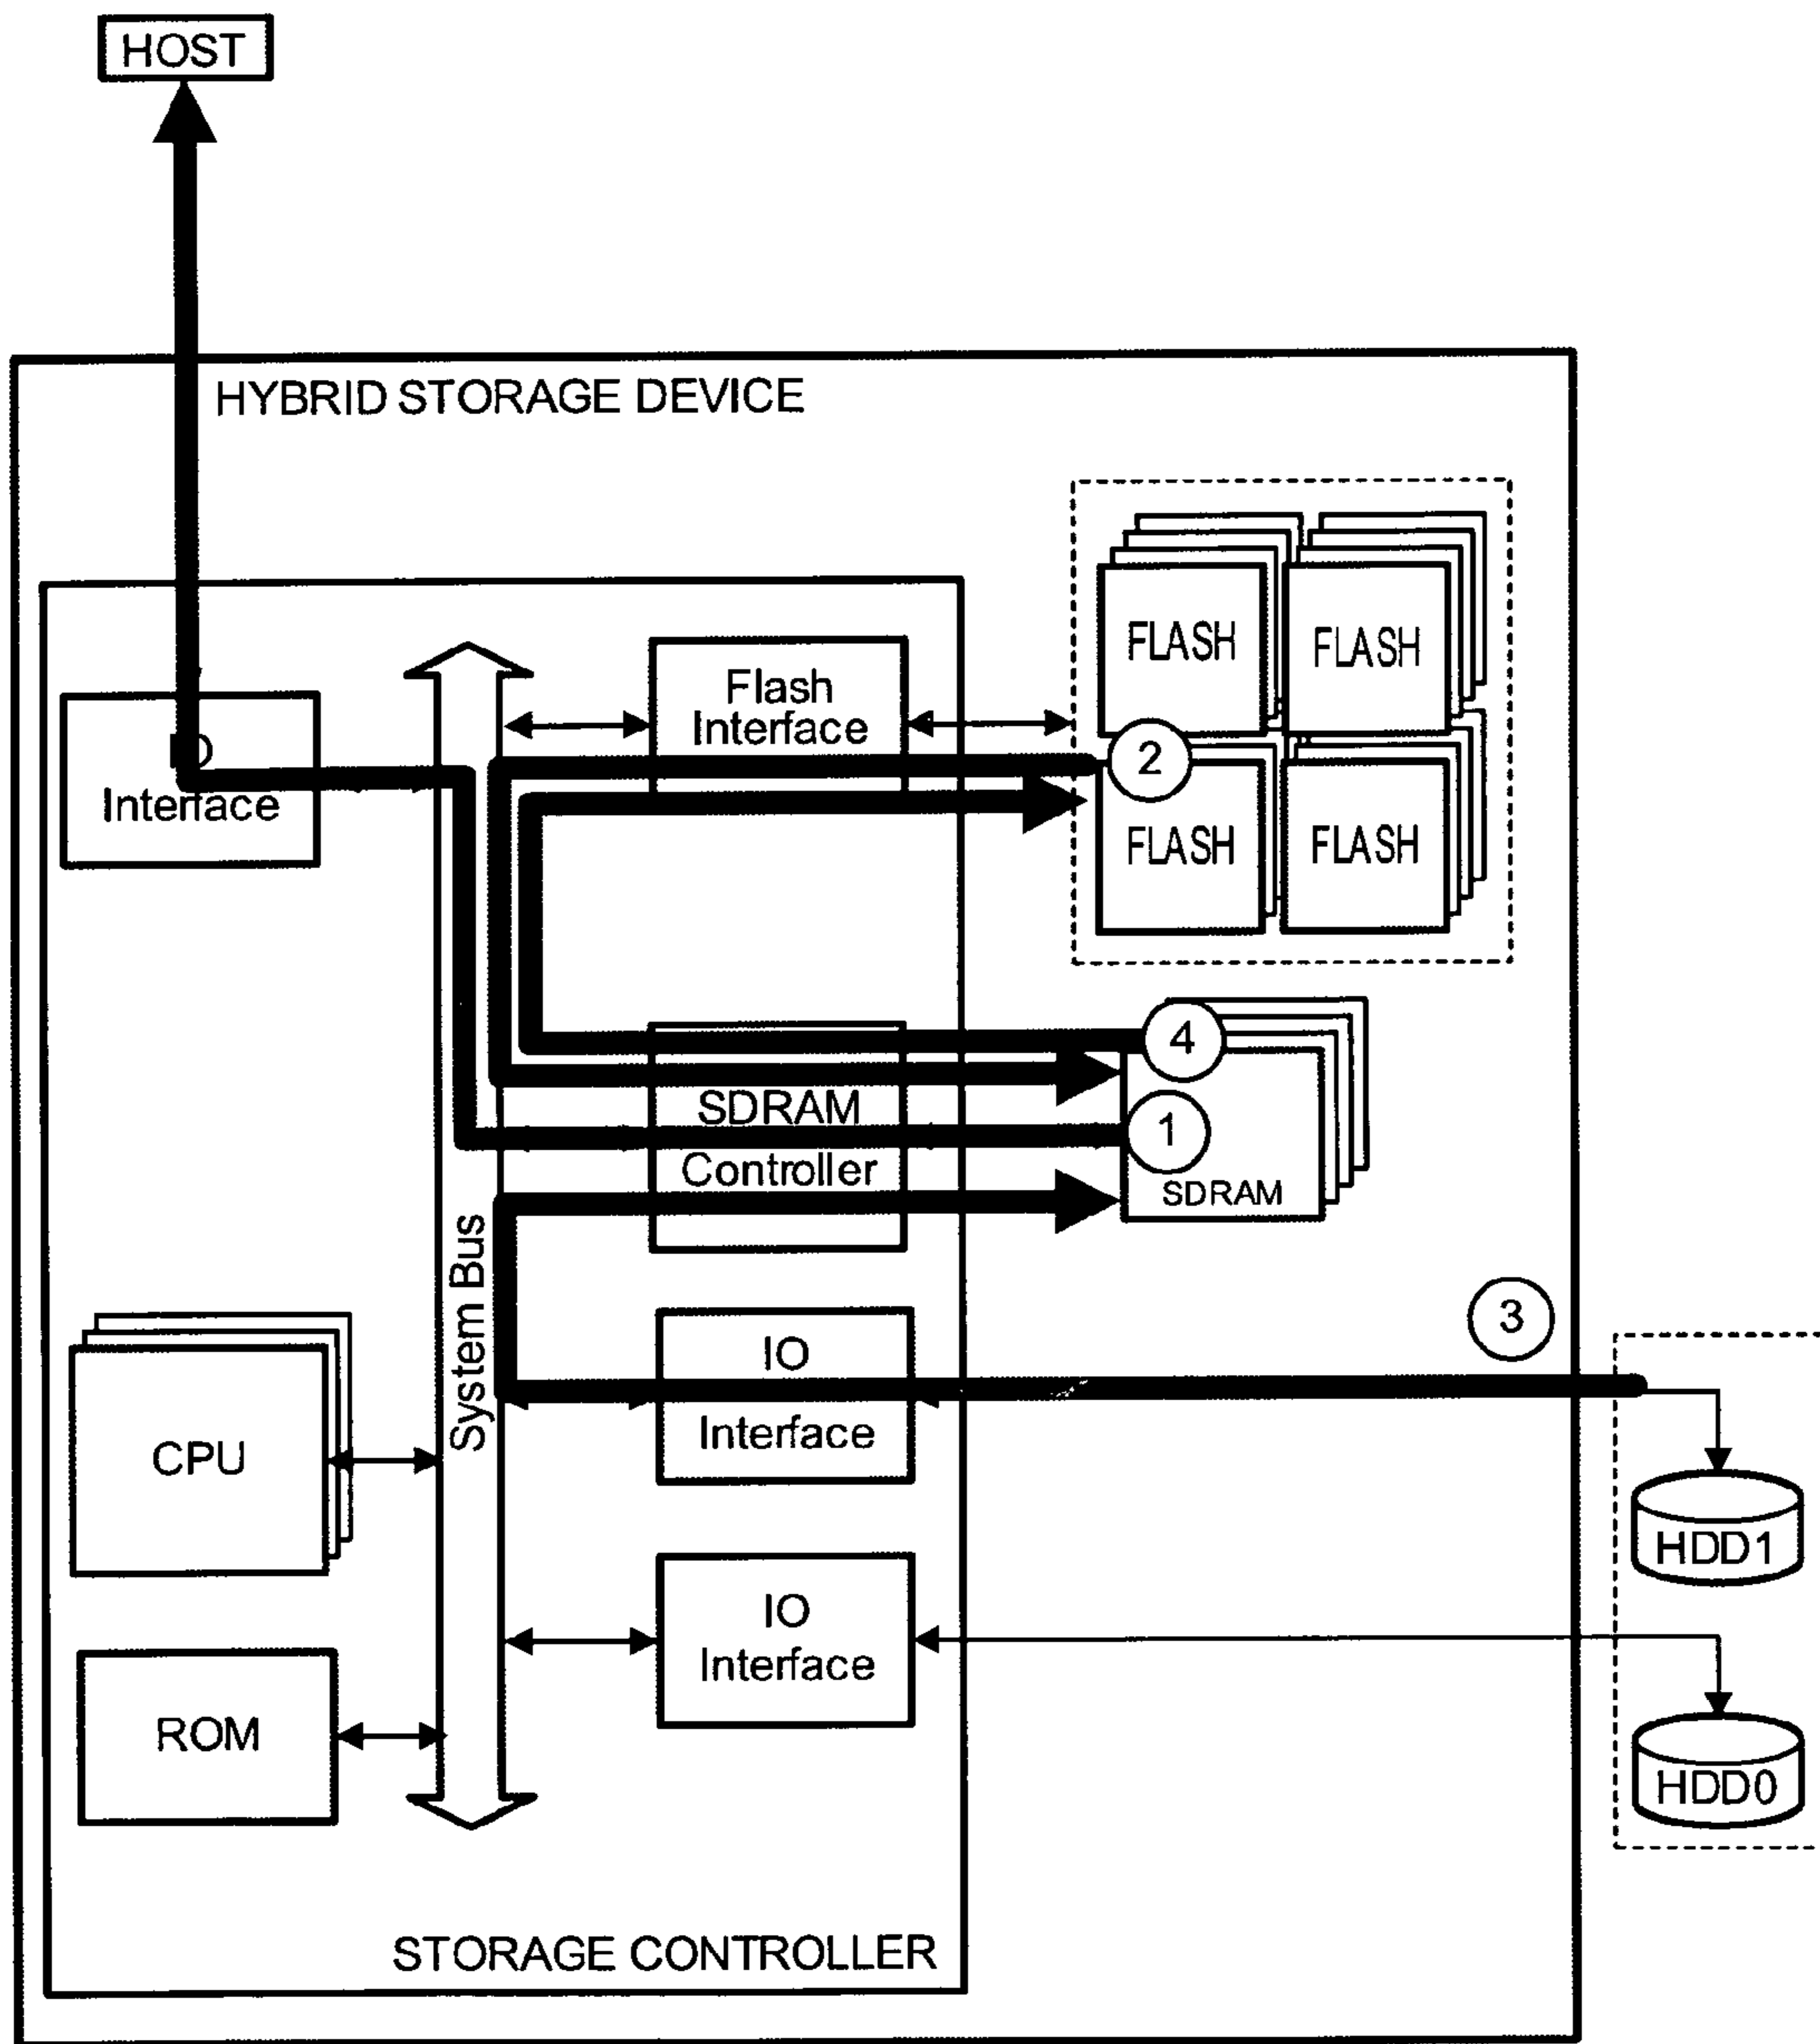 HOST
HYBRID STORAGE DEVICE
FLASH
FLASH
Flash
Interface
2
Interface
FLASH
FLASH
4
SDRAM
1
Controller
SDRAM
System Bus
3
IO
Interface
CPU
HDD1
IO
Interface
ROM
HDD0
STORAGE CONTROLLER